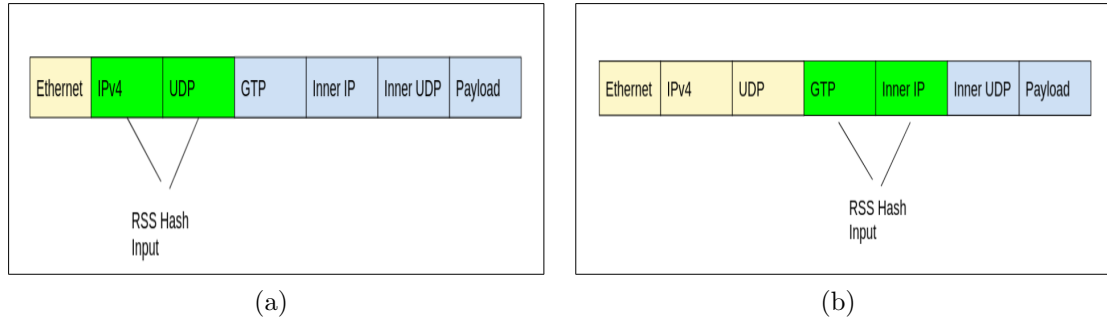 Ethernet IPv4 UDP GTP Inner IP Inner UDP Payload
RSS Hash
Input
(a)
Ethernet IPv4 UDP GTP Inner IP Inner UDP Payload
RSS Hash
Input
(b)